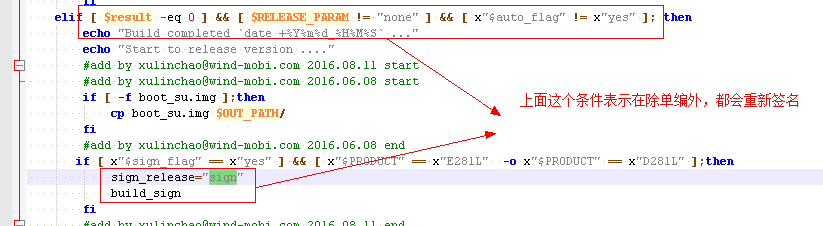 fi
elif [ $result -eq 0 ] && [ $RELEASE_PARAM != "none" ] && [ x"$auto_flag" != x"yes" ]; then
echo "Build completed `date +%Y%m%d_%H%M%S` ..."
echo "Start to release version ...."
#add by xulinchao@wind-mobi.com 2016.08.11 start
#add by xulinchao@wind-mobi.com 2016.06.08 start
if [ -f boot_su.img ];then
cp boot_su.img $OUT_PATH/
fi
#add by xulinchao@wind-mobi.com 2016.06.08 end
if [ x"$sign_flag" == x"yes" ] && [ x"$PRODUCT" == x"E281L" -o x"$PRODUCT" == x"D281L" ];then
sign_release="sign"
build_sign
fi
#add by xulinchao@wind-mobi.com 2016.08.11 end
上面这个条件表示在除单编外，都会重新签名